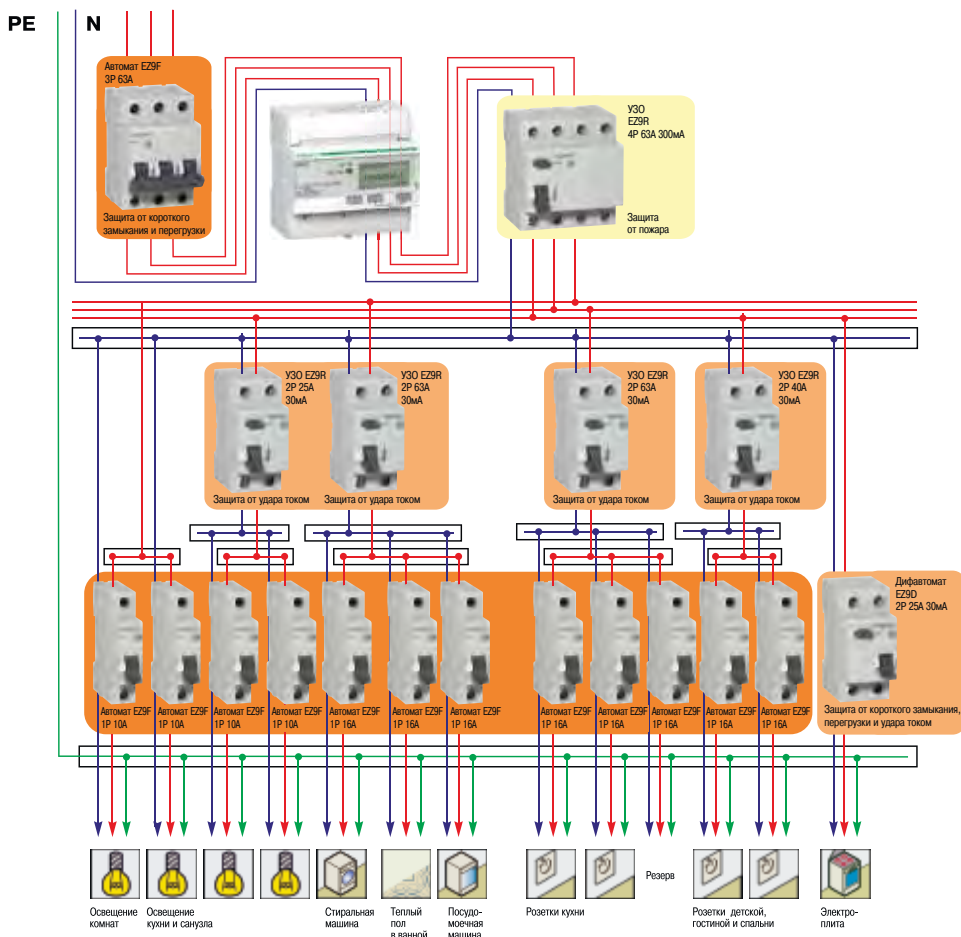 PE
N
Автомат EZ9F
3P 63A
Защита от короткого
замыкания и перегрузки
УЗО
EZ9R
4P 63A 300мА
Защита
от пожара
УЗО EZ9R
2P 25A
30мА
Защита от удара током
УЗО EZ9R
2P 63A
30мА
Защита от удара током
УЗО EZ9R
2P 63A
30мА
Защита от удара током
УЗО EZ9R
2P 40A
30мА
Защита от удара током
Дифавтомат
EZ9D
2P 25A 30мА
Защита от короткого замыкания,
перегрузки и удара током
Автомат EZ9F
1P 10A
Автомат EZ9F
1P 10A
Автомат EZ9F
1P 10A
Автомат EZ9F
1P 10A
Автомат EZ9F
1P 16A
Автомат EZ9F
1P 16A
Автомат EZ9F
1P 16A
Автомат EZ9F
1P 16A
Автомат EZ9F
1P 16A
Автомат EZ9F
1P 16A
Автомат EZ9F
1P 16A
Автомат EZ9F
1P 16A
Освещение
комнат
Освещение
кухни и санузла
Стиральная
машина
Теплый
пол
в ванной
Посудо-
моечная
машина
Розетки кухни
Резерв
Розетки детской,
гостиной и спальни
Электро-
плита